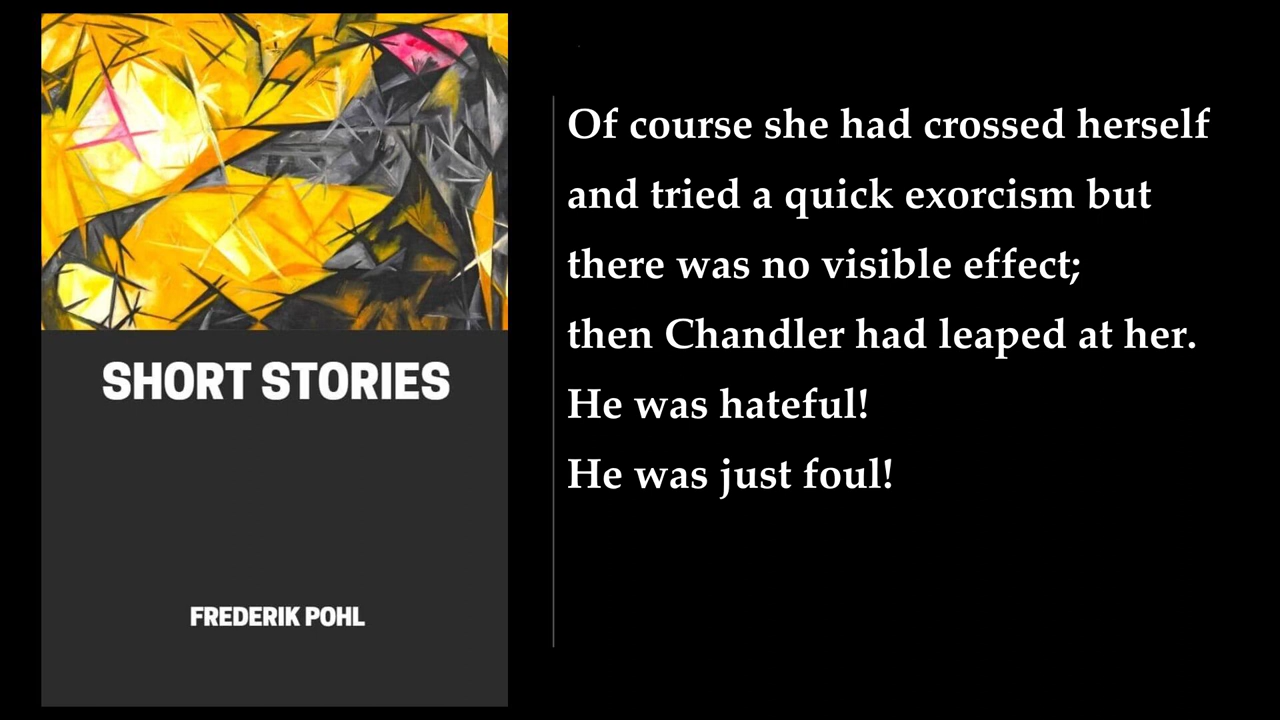 SHORT STORIES
FREDERIK POHL
Of course she had crossed herself
and tried a quick exorcism but
there was no visible effect;
then Chandler had leaped at her.
He was hateful!
He was just foul!